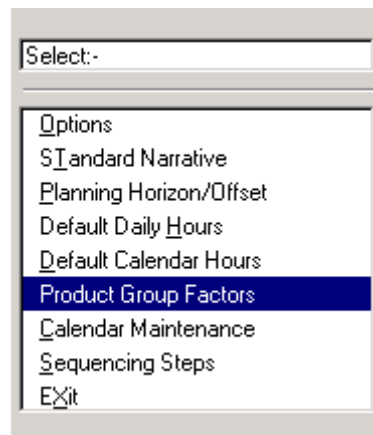 Select:-
Options
STandard Narrative
Planning Horizon/Offset
Default Daily Hours
Default Calendar Hours
Product Group Factors
Calendar Maintenance
Sequencing Steps
EXit